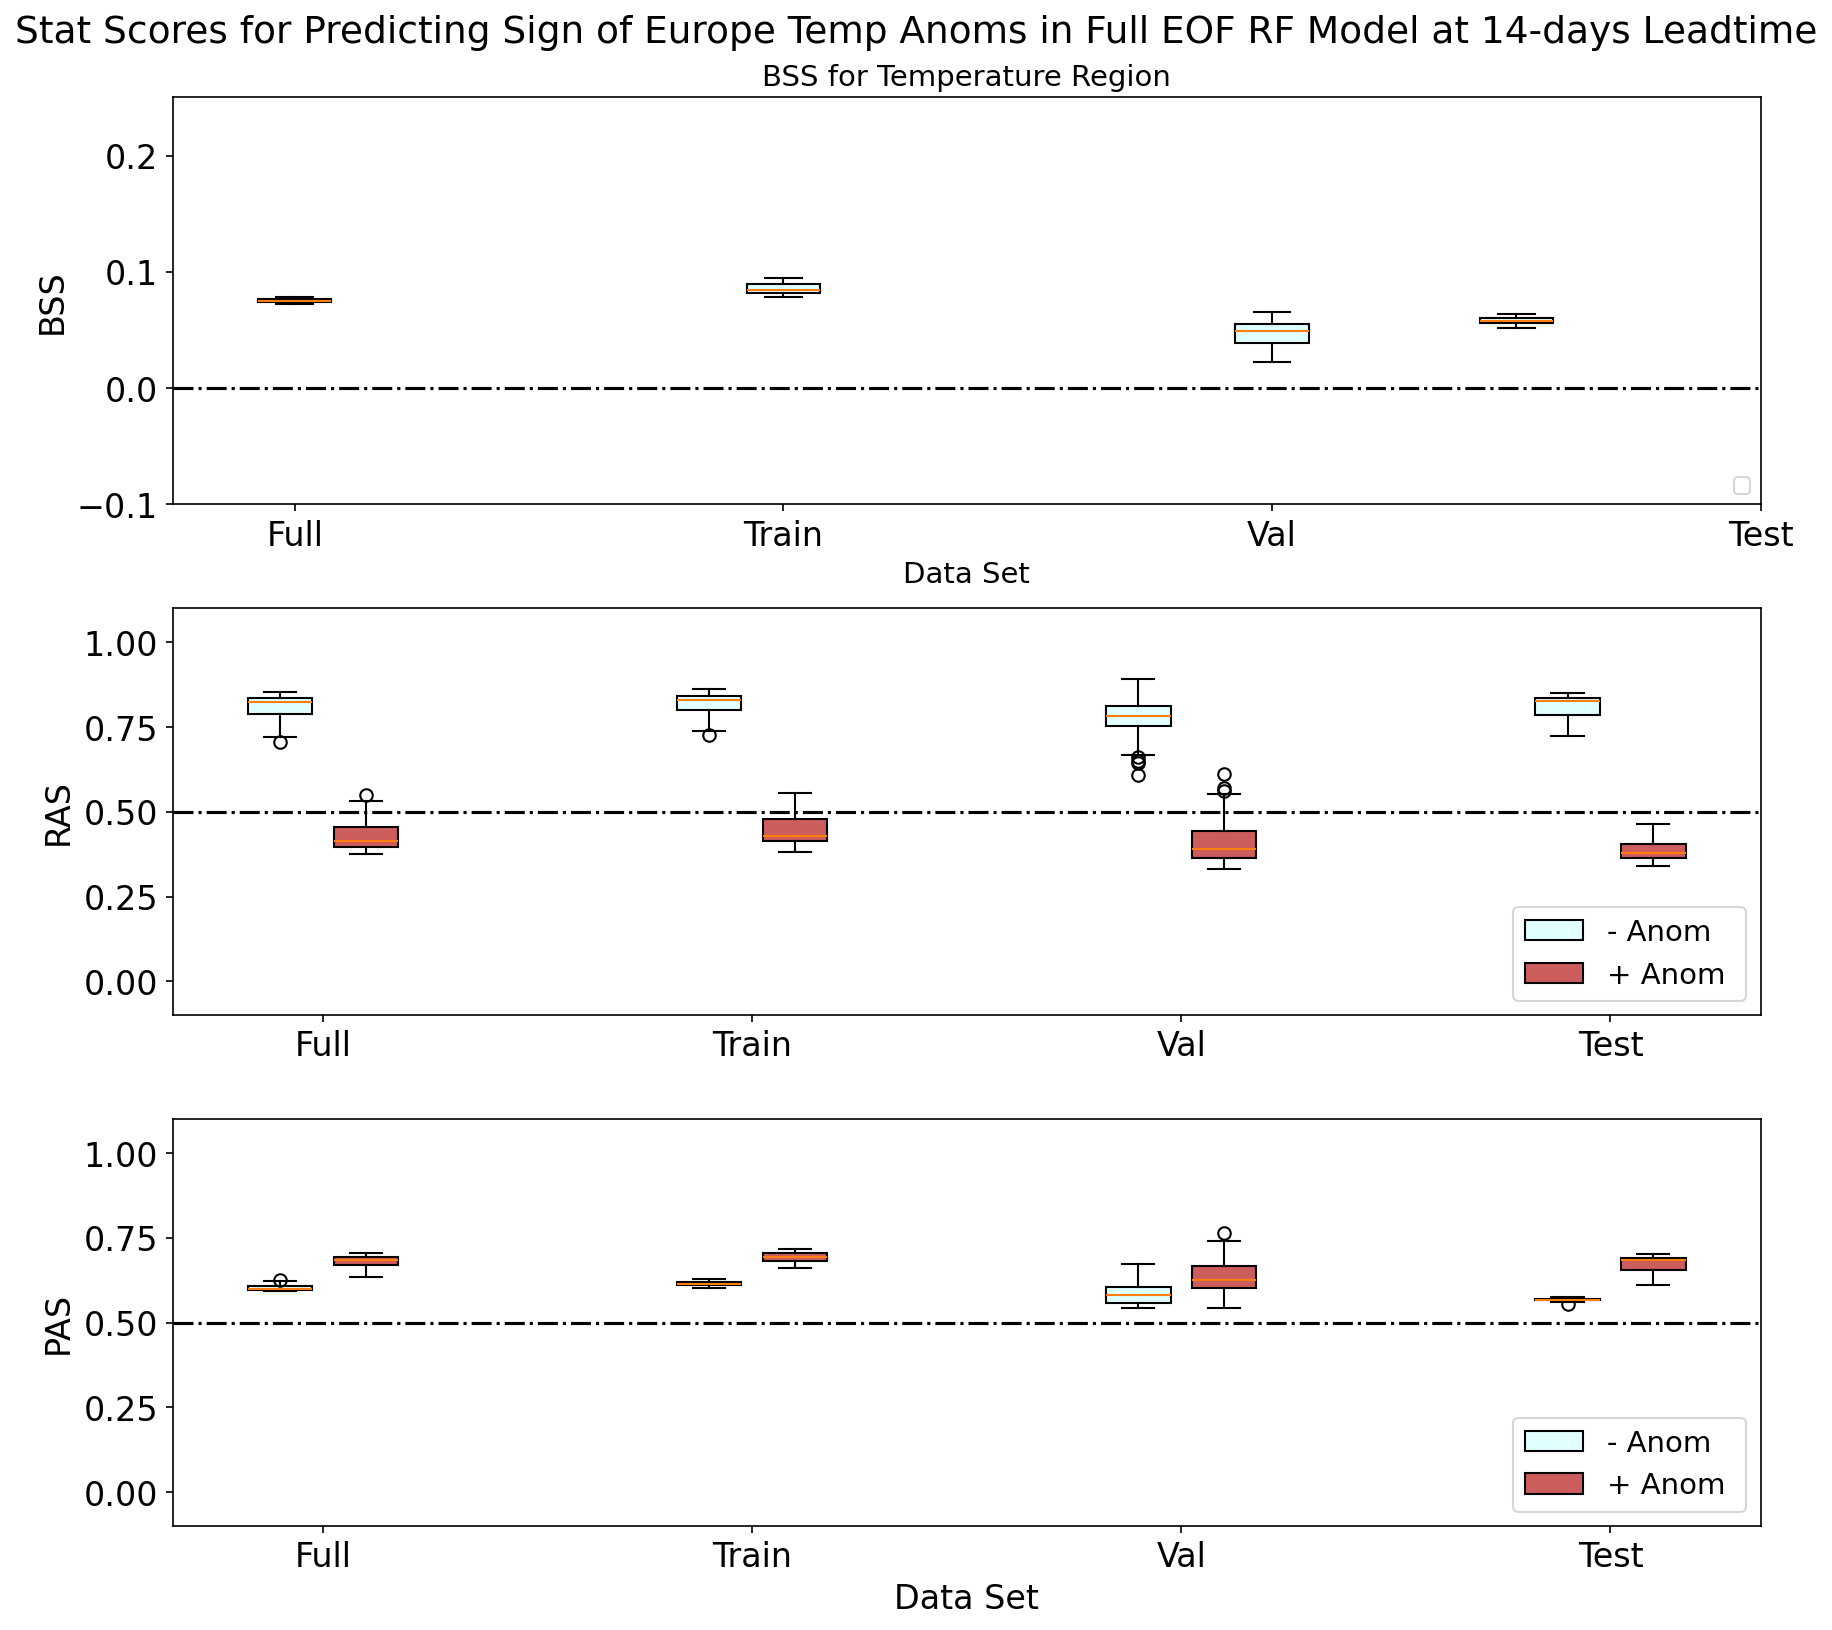 Stat Scores for Predicting Sign of Europe Temp Anoms in Full EOF RF Model at 14-days Leadtime
BSS for Temperature Region
BSS
0.2
0.1
0.0
−0.1
Full Train Val Test
Data Set
RAS
1.00
0.75
0.50
0.25
0.00
- Anom
+ Anom
Full Train Val Test
PAS
1.00
0.75
0.50
0.25
0.00
- Anom
+ Anom
Full Train Val Test
Data Set